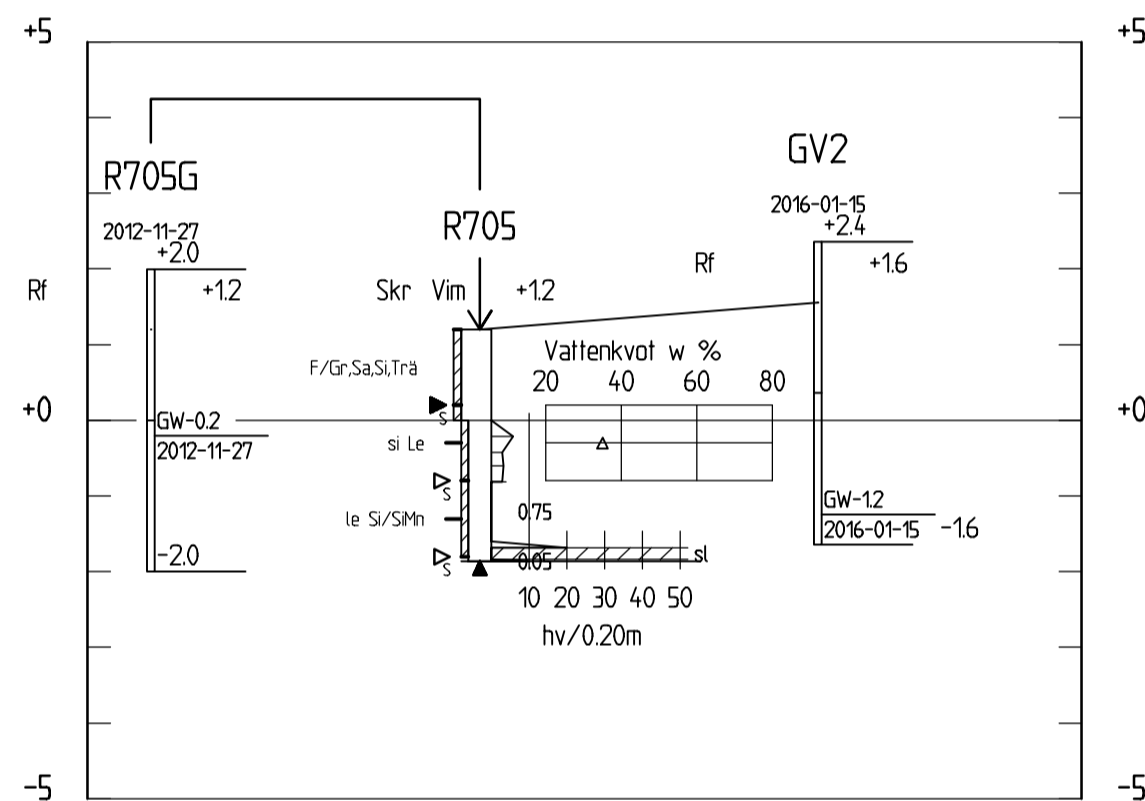 +5 +5
GV2
R705G
2016-01-15
R705
2012-11-27
+2.4
+2.0
Rf +1.2 Skr Vim +1.2 Rf +1.6
Vattenkvot w %
F/Gr,Sa,Si,Trä
20 40 60 80
+0 +0
S
GW-0.2
si Le
2012-11-27
S
GW-1.2
le Si/SiMn 0.75
2016-01-15 -1.6
-2.0 sl
S 0.05
10 20 30 40 50
hv/0.20m
-5 -5